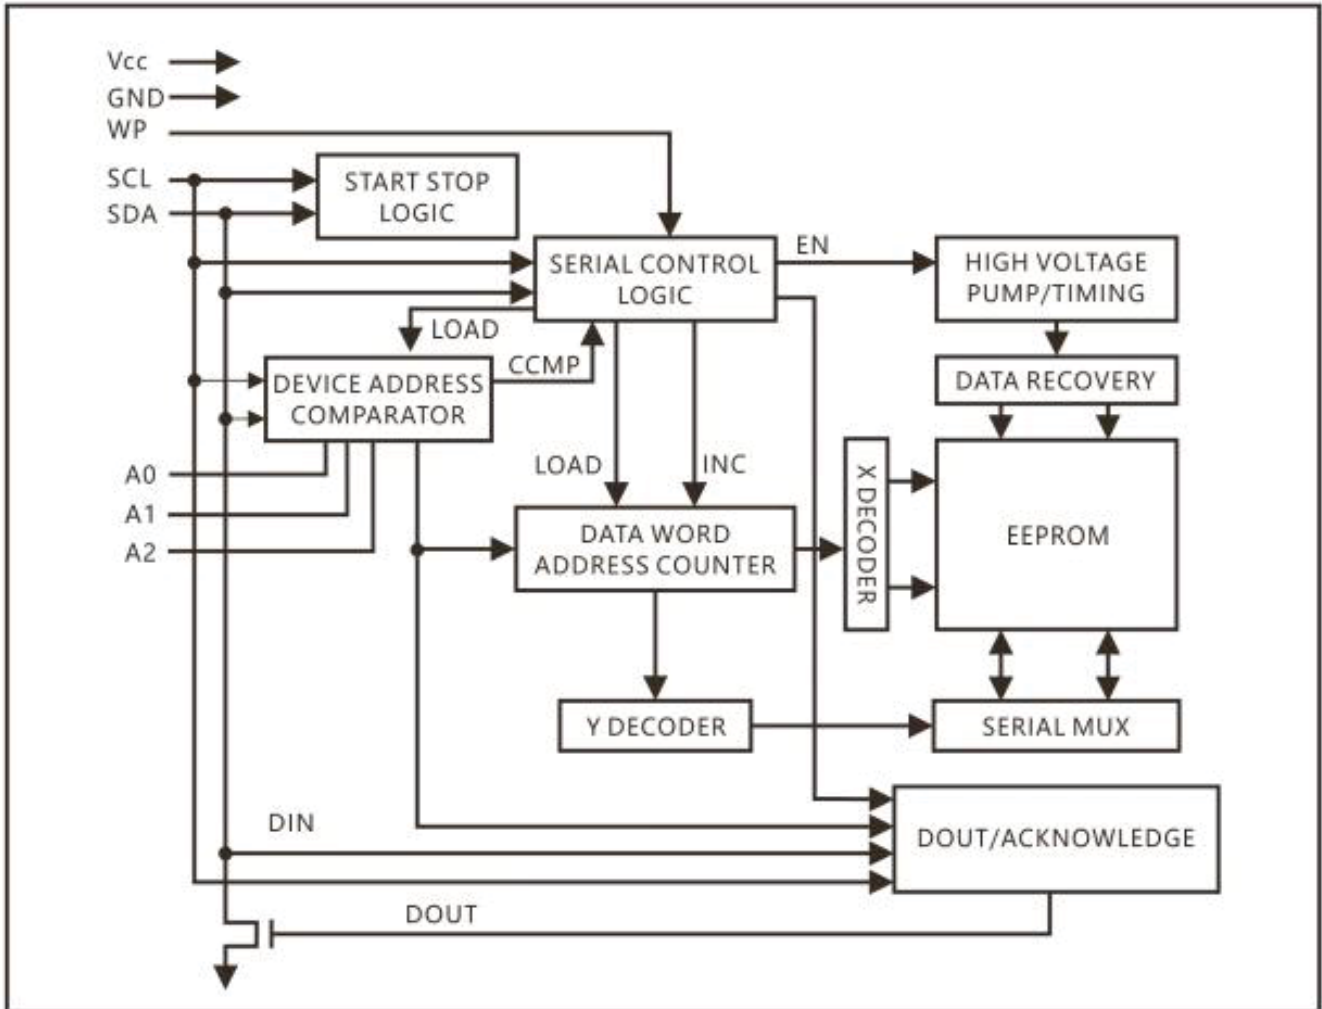 Vcc
GND
WP
SCL
SDA
START STOP
LOGIC
SERIAL CONTROL
LOGIC
EN
HIGH VOLTAGE
PUMP/TIMING
LOAD
CCMP
DEVICE ADDRESS
COMPARATOR
DATA RECOVERY
A0
A1
A2
LOAD
INC
DATA WORD
ADDRESS COUNTER
X DECODER
EEPROM
Y DECODER
SERIAL MUX
DIN
DOUT/ACKNOWLEDGE
DOUT